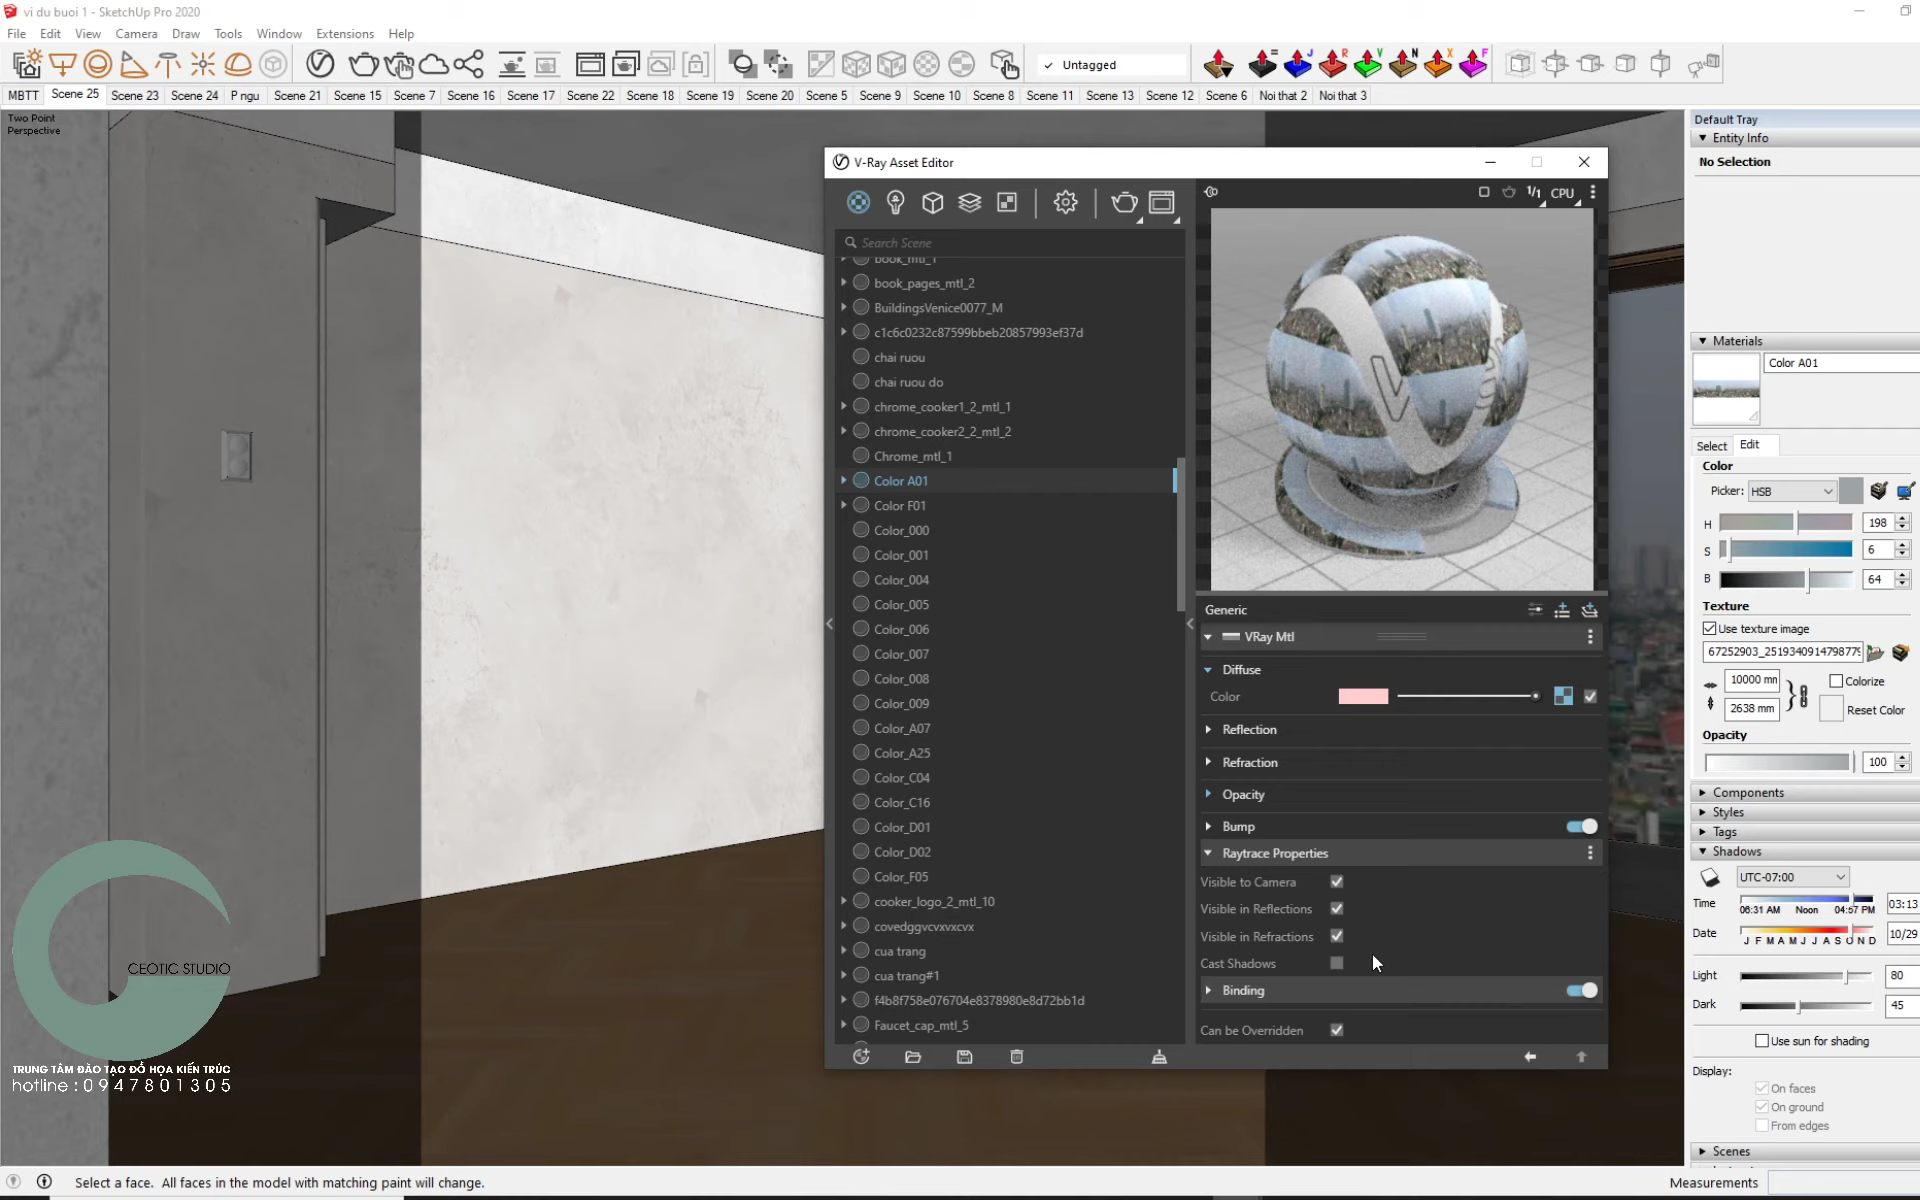 vi du buoi 1 - SketchUp Pro 2020
File Edit View Camera Draw Tools Window Extensions Help
✓ Untagged
= J R V N X F
MBTT Scene 25 Scene 23 Scene 24 P ngu Scene 21 Scene 15 Scene 7 Scene 16 Scene 17 Scene 22 Scene 18 Scene 19 Scene 20 Scene 5 Scene 9 Scene 10 Scene 8 Scene 11 Scene 13 Scene 12 Scene 6 Noi that 2 Noi that 3
Two Point
Perspective
CEOTIC STUDIO
TRUNG TÂM ĐÀO TẠO ĐỒ HỌA KIẾN TRÚC
hotline : 0 9 4 7 8 0 1 3 0 5
V-Ray Asset Editor
Search Scene
book_mtl_1
book_pages_mtl_2
BuildingsVenice0077_M
c1c6c0232c87599bbeb20857993ef37d
chai ruou
chai ruou do
chrome_cooker1_2_mtl_1
chrome_cooker2_2_mtl_2
Chrome_mtl_1
Color A01
Color F01
Color_000
Color_001
Color_004
Color_005
Color_006
Color_007
Color_008
Color_009
Color_A07
Color_A25
Color_C04
Color_C16
Color_D01
Color_D02
Color_F05
cooker_logo_2_mtl_10
covedggvcvxvxcvx
cua trang
cua trang#1
f4b8f758e076704e8378980e8d72bb1d
Faucet_cap_mtl_5
1/1 CPU
Generic
VRay Mtl
Diffuse
Color
Reflection
Refraction
Opacity
Bump
Raytrace Properties
Visible to Camera
Visible in Reflections
Visible in Refractions
Cast Shadows
Binding
Can be Overridden
Default Tray
Entity Info
No Selection
Materials
Color A01
Select Edit
Color
Picker: HSB
H 198
S 6
B 64
Texture
Use texture image
67252903_251934091479877
10000 mn
Colorize
2638 mm
Reset Color
Opacity
100
Components
Styles
Tags
Shadows
UTC-07:00
Time 06:31 AM Noon 04:57 PM 03:13
Date J F M A M J J A S O N D 10/29
Light 80
Dark 45
Use sun for shading
Display:
On faces
On ground
From edges
Scenes
Select a face. All faces in the model with matching paint will change.
Measurements